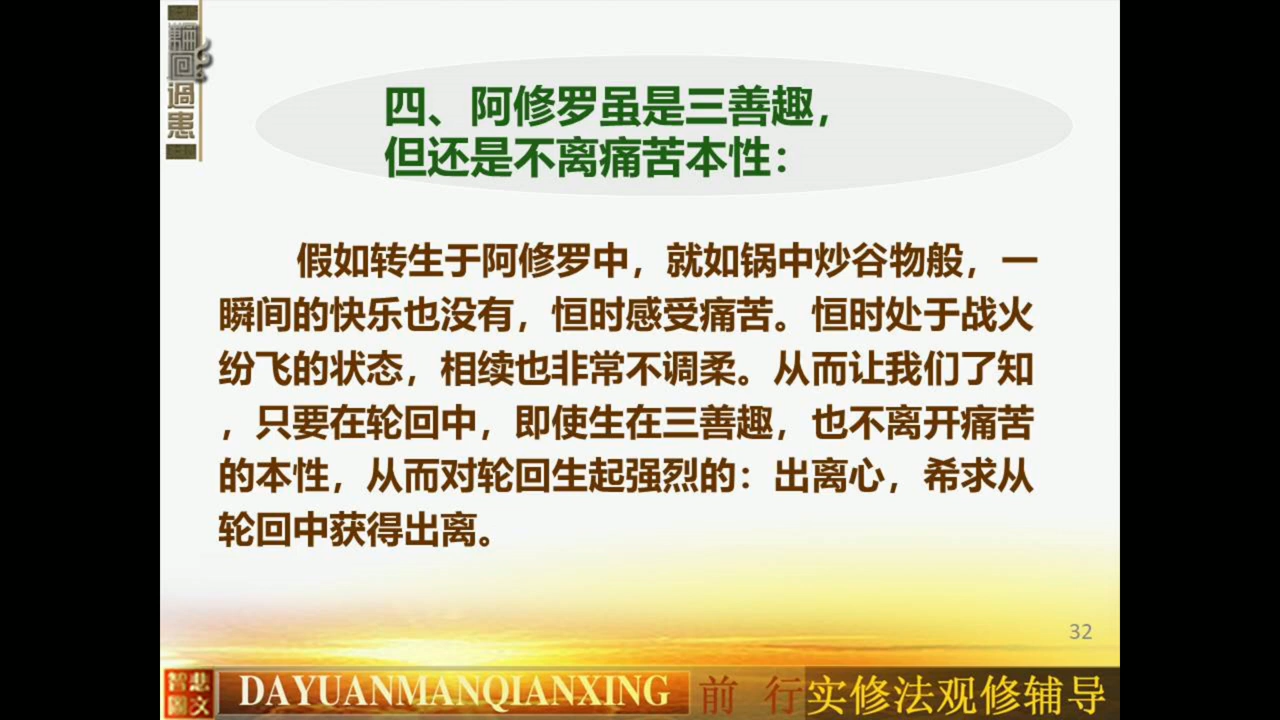 輪回過患
四、阿修罗虽是三善趣，
但还是不离痛苦本性：
假如转生于阿修罗中，就如锅中炒谷物般，一
瞬间的快乐也没有，恒时感受痛苦。恒时处于战火
纷飞的状态，相续也非常不调柔。从而让我们了知
，只要在轮回中，即使生在三善趣，也不离开痛苦
的本性，从而对轮回生起强烈的：出离心，希求从
轮回中获得出离。
32
智悲
圖文
DAYUANMANQIANXING
前 行
实修法观修辅导